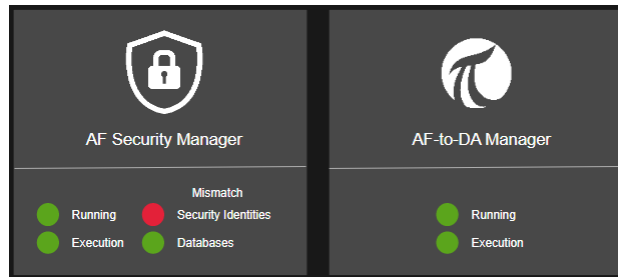 AF Security Manager
AF-to-DA Manager
Mismatch
Running
Security Identities
Execution
Databases
Running
Execution